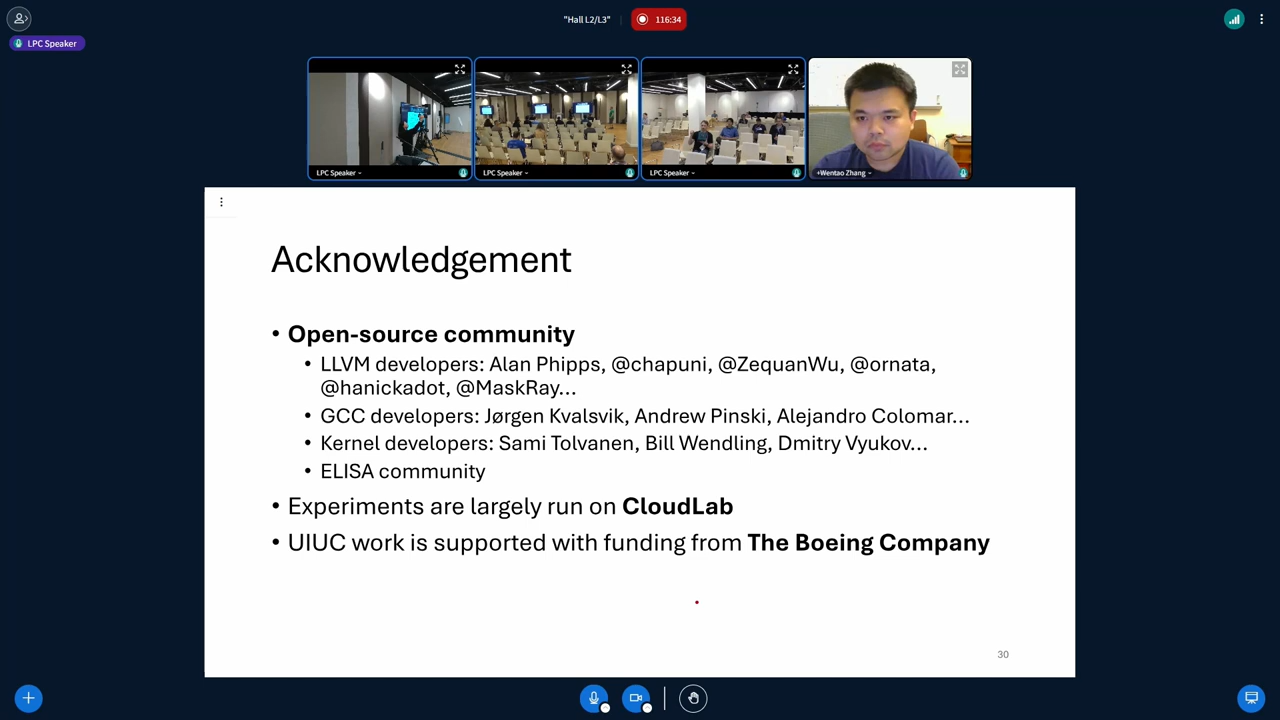 "Hall L2/L3"
116:34
LPC Speaker
LPC Speaker
LPC Speaker
LPC Speaker
+Wentao Zhang
Acknowledgement
• Open-source community
• LLVM developers: Alan Phipps, @chapuni, @ZequanWu, @ornata,
@hanickadot, @MaskRay...
• GCC developers: Jørgen Kvalsvik, Andrew Pinski, Alejandro Colomar...
• Kernel developers: Sami Tolvanen, Bill Wendling, Dmitry Vyukov...
• ELISA community
• Experiments are largely run on CloudLab
• UIUC work is supported with funding from The Boeing Company
30